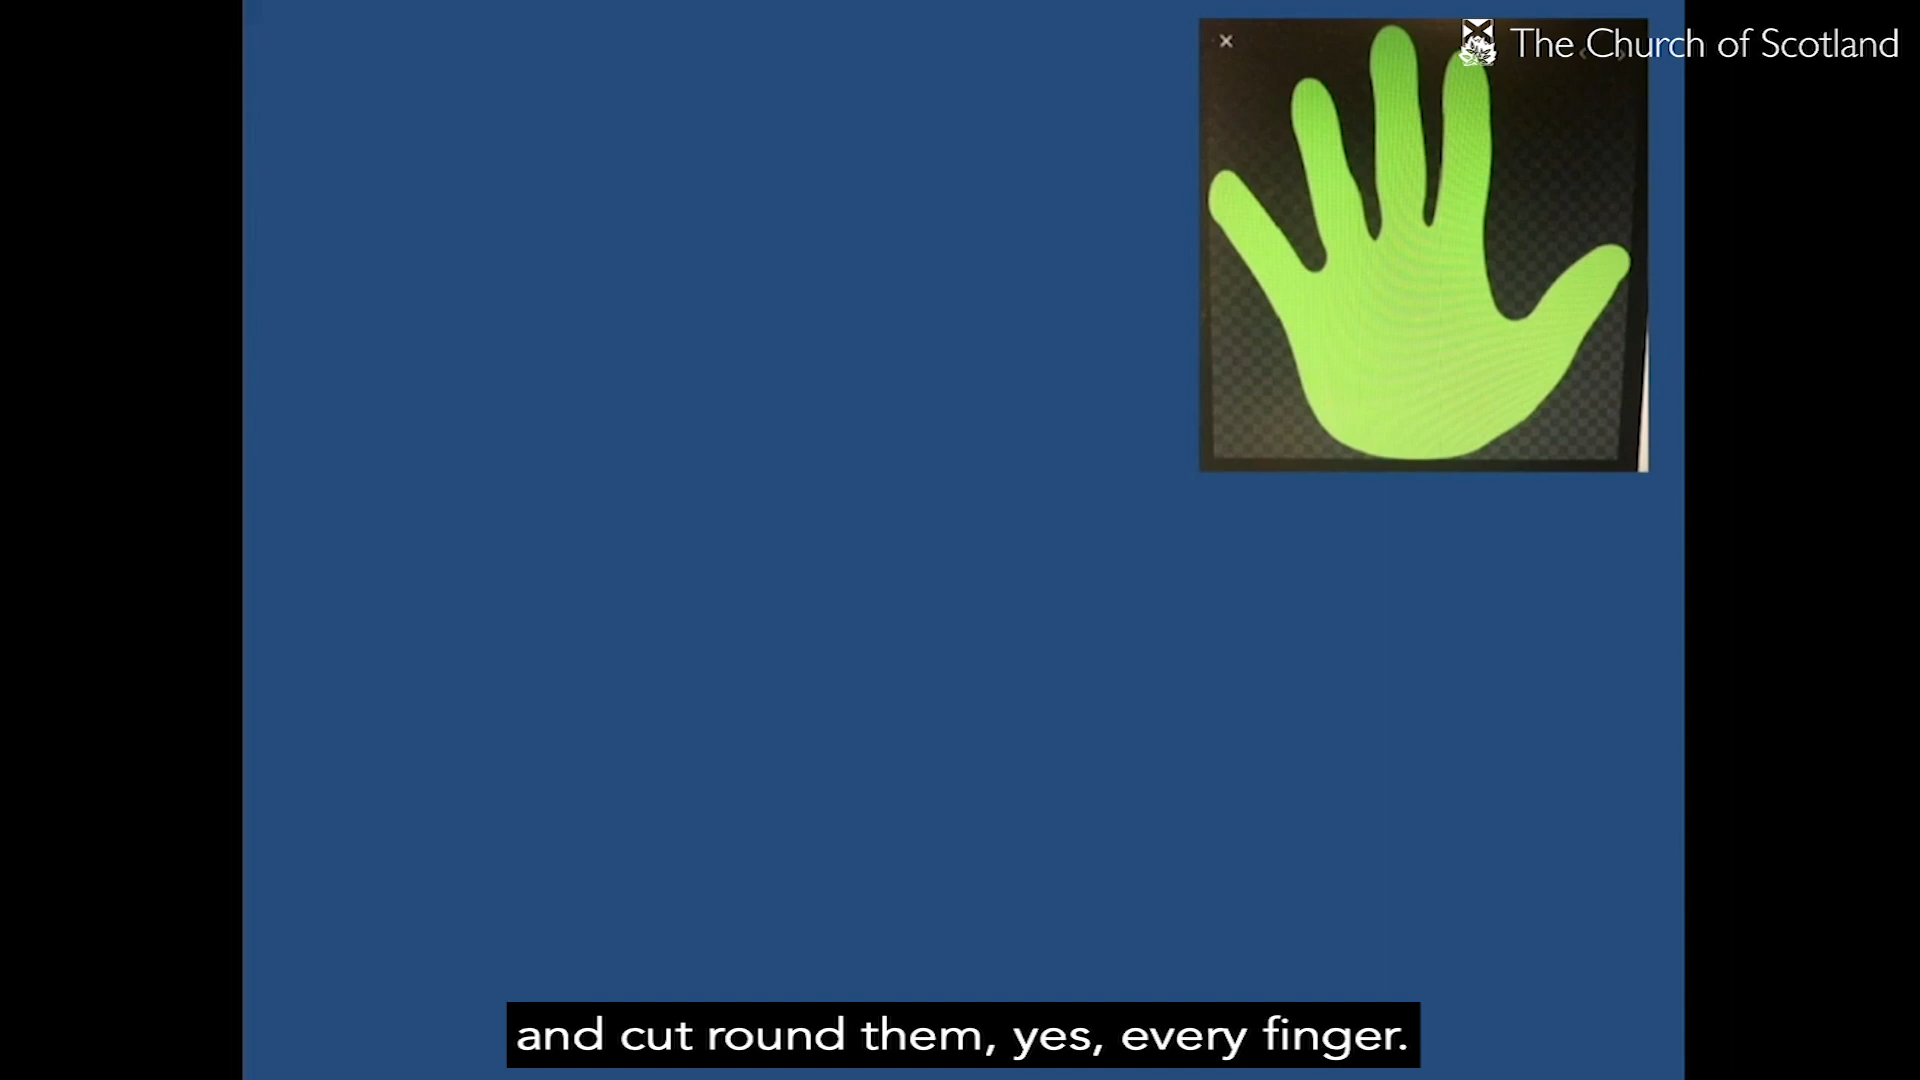 The Church of Scotland
and cut round them, yes, every finger.